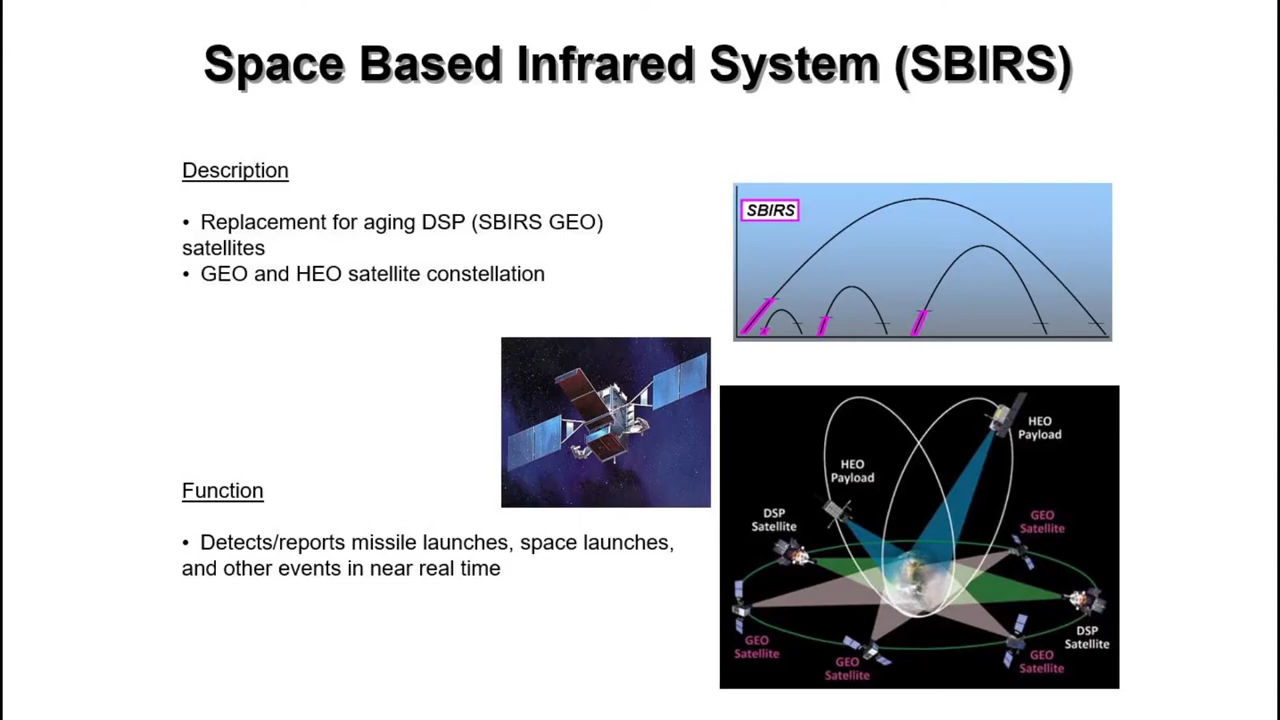 Space Based Infrared System (SBIRS)
Description
• Replacement for aging DSP (SBIRS GEO)
satellites
• GEO and HEO satellite constellation
Function
• Detects/reports missile launches, space launches,
and other events in near real time
SBIRS
HEO
Payload
HEO
Payload
DSP
Satellite
GEO
Satellite
GEO
Satellite
GEO
Satellite
GEO
Satellite
DSP
Satellite